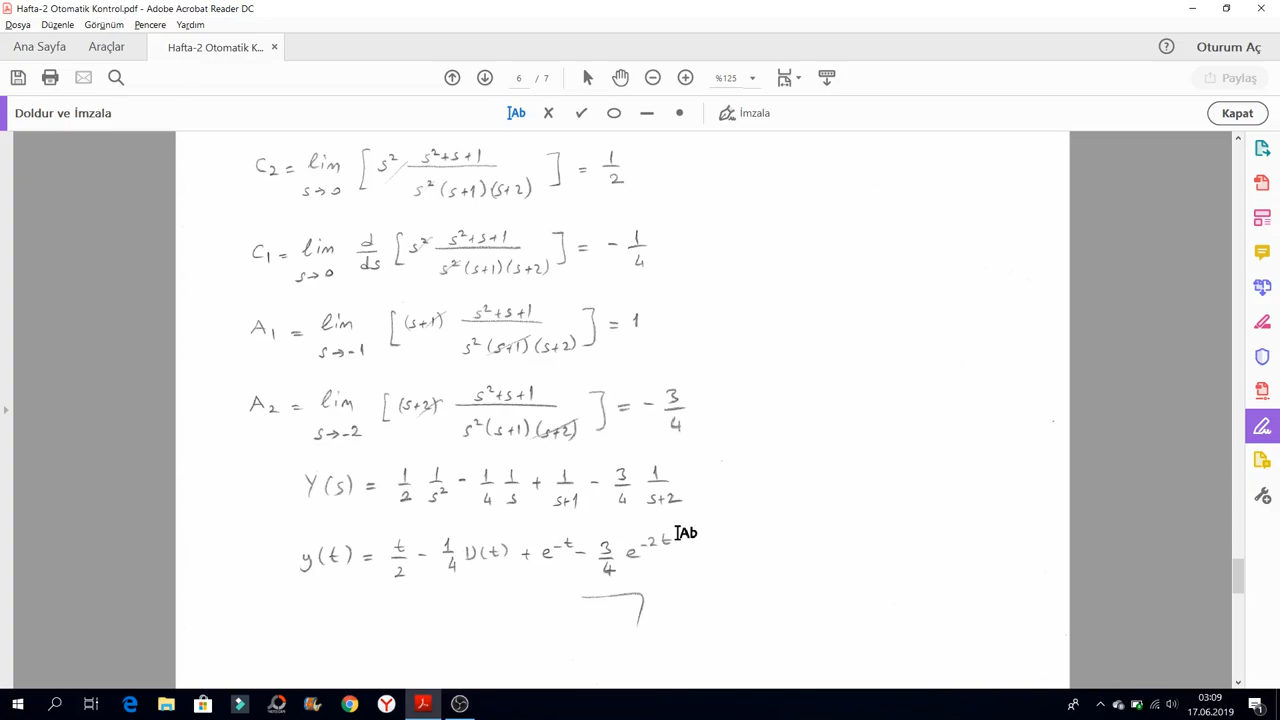 Hafta-2 Otomatik Kontrol.pdf - Adobe Acrobat Reader DC
Dosya Düzenle Görünüm Pencere Yardım
Ana Sayfa Araçlar Hafta-2 Otomatik K... × Oturum Aç
6 / 7 %125 Paylaş
Doldur ve İmzala Ab İmzala Kapat
C2 = lim s→0 [ s² (s²+s+1) / (s²(s+1)(s+2)) ] = 1/2
C1 = lim s→0 d/ds [ s² (s²+s+1) / (s²(s+1)(s+2)) ] = - 1/4
A1 = lim s→-1 [ (s+1) (s²+s+1) / (s²(s+1)(s+2)) ] = 1
A2 = lim s→-2 [ (s+2) (s²+s+1) / (s²(s+1)(s+2)) ] = - 3/4
Y(s) = 1/2 1/s² - 1/4 1/s + 1/(s+1) - 3/4 1/(s+2)
Ab
y(t) = t/2 - 1/4 U(t) + e^-t - 3/4 e^-2t
03:09
17.06.2019